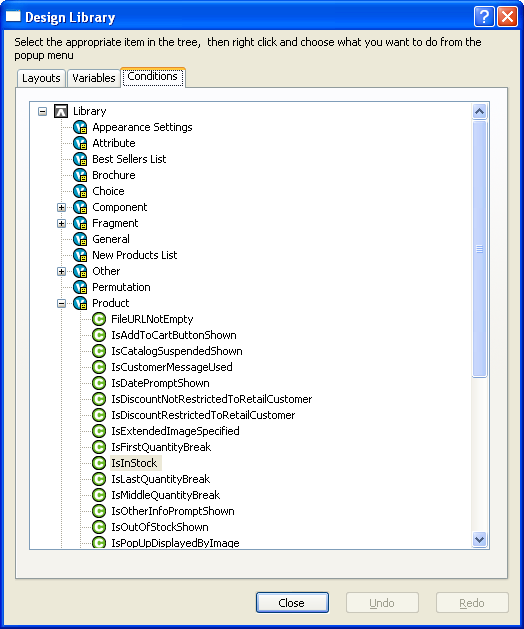 Design Library
Select the appropriate item in the tree, then right click and choose what you want to do from the
popup menu
Layouts Variables Conditions
Library
Appearance Settings
Attribute
Best Sellers List
Brochure
Choice
Component
Fragment
General
New Products List
Other
Permutation
Product
FileURLNotEmpty
IsAddToCartButtonShown
IsCatalogSuspendedShown
IsCustomerMessageUsed
IsDatePromptShown
IsDiscountNotRestrictedToRetailCustomer
IsDiscountRestrictedToRetailCustomer
IsExtendedImageSpecified
IsFirstQuantityBreak
IsInStock
IsLastQuantityBreak
IsMiddleQuantityBreak
IsOtherInfoPromptShown
IsOutOfStockShown
IsPopUpDisplayedByImage
Close Undo Redo